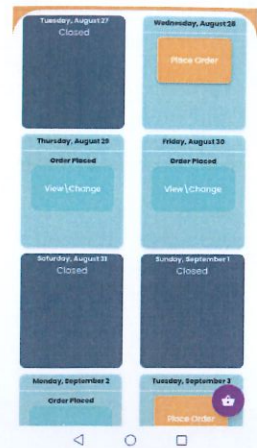 Tuesday, August 27
Closed
Wednesday, August 28
Place Order
Thursday, August 29
Order Placed
View\Change
Friday, August 30
Order Placed
View\Change
Saturday, August 31
Closed
Sunday, September 1
Closed
Monday, September 2
Order Placed
Tuesday, September 3
Place Order